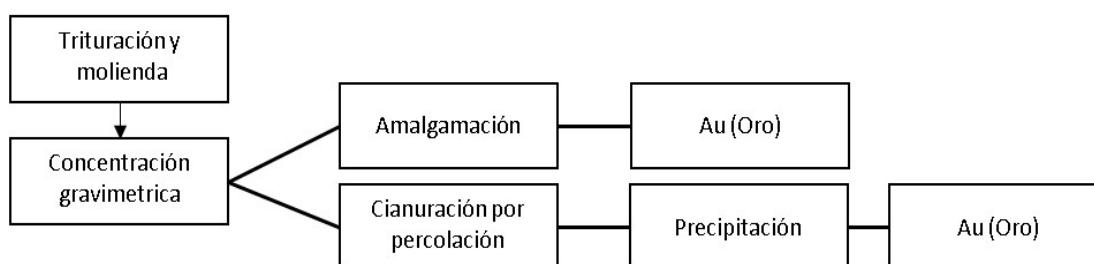 Trituración y
molienda
Concentración
gravimetrica
Amalgamación
Au (Oro)
Cianuración por
percolación
Precipitación
Au (Oro)